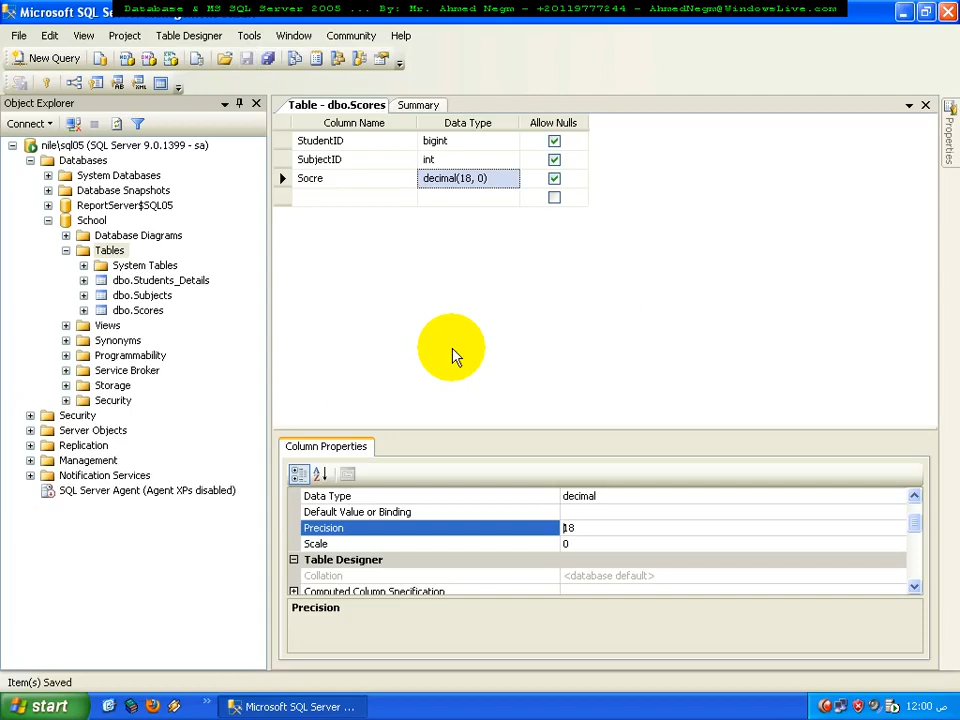 Microsoft SQL Se
Database & MS SQL Server 2005 ... By: Mr. Ahmed Negm - +20119777244 - AhmedNegm@WindowsLive.com
File Edit View Project Table Designer Tools Window Community Help
New Query
Object Explorer
Table - dbo.Scores Summary
Connect
Column Name Data Type Allow Nulls
StudentID bigint
SubjectID int
Socre decimal(18, 0)
nile\sql05 (SQL Server 9.0.1399 - sa)
Databases
System Databases
Database Snapshots
ReportServer$SQL05
School
Database Diagrams
Tables
System Tables
dbo.Students_Details
dbo.Subjects
dbo.Scores
Views
Synonyms
Programmability
Service Broker
Storage
Security
Security
Server Objects
Replication
Management
Notification Services
SQL Server Agent (Agent XPs disabled)
Properties
Column Properties
Data Type decimal
Default Value or Binding
Precision 18
Scale 0
Table Designer
Collation <database default>
Computed Column Specification
Precision
Item(s) Saved
start
Microsoft SQL Server ...
12:00 ص